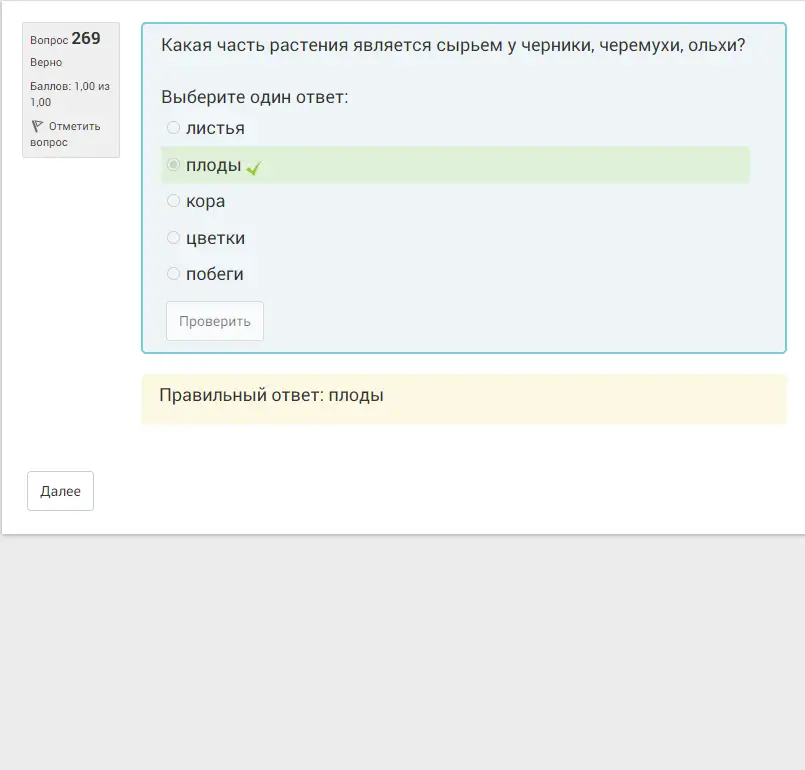 Вопрос 269
Верно
Баллов: 1,00 из
1,00
Отметить
вопрос
Какая часть растения является сырьем у черники, черемухи, ольхи?
Выберите один ответ:
листья
плоды
кора
цветки
побеги
Проверить
Правильный ответ: плоды
Далее